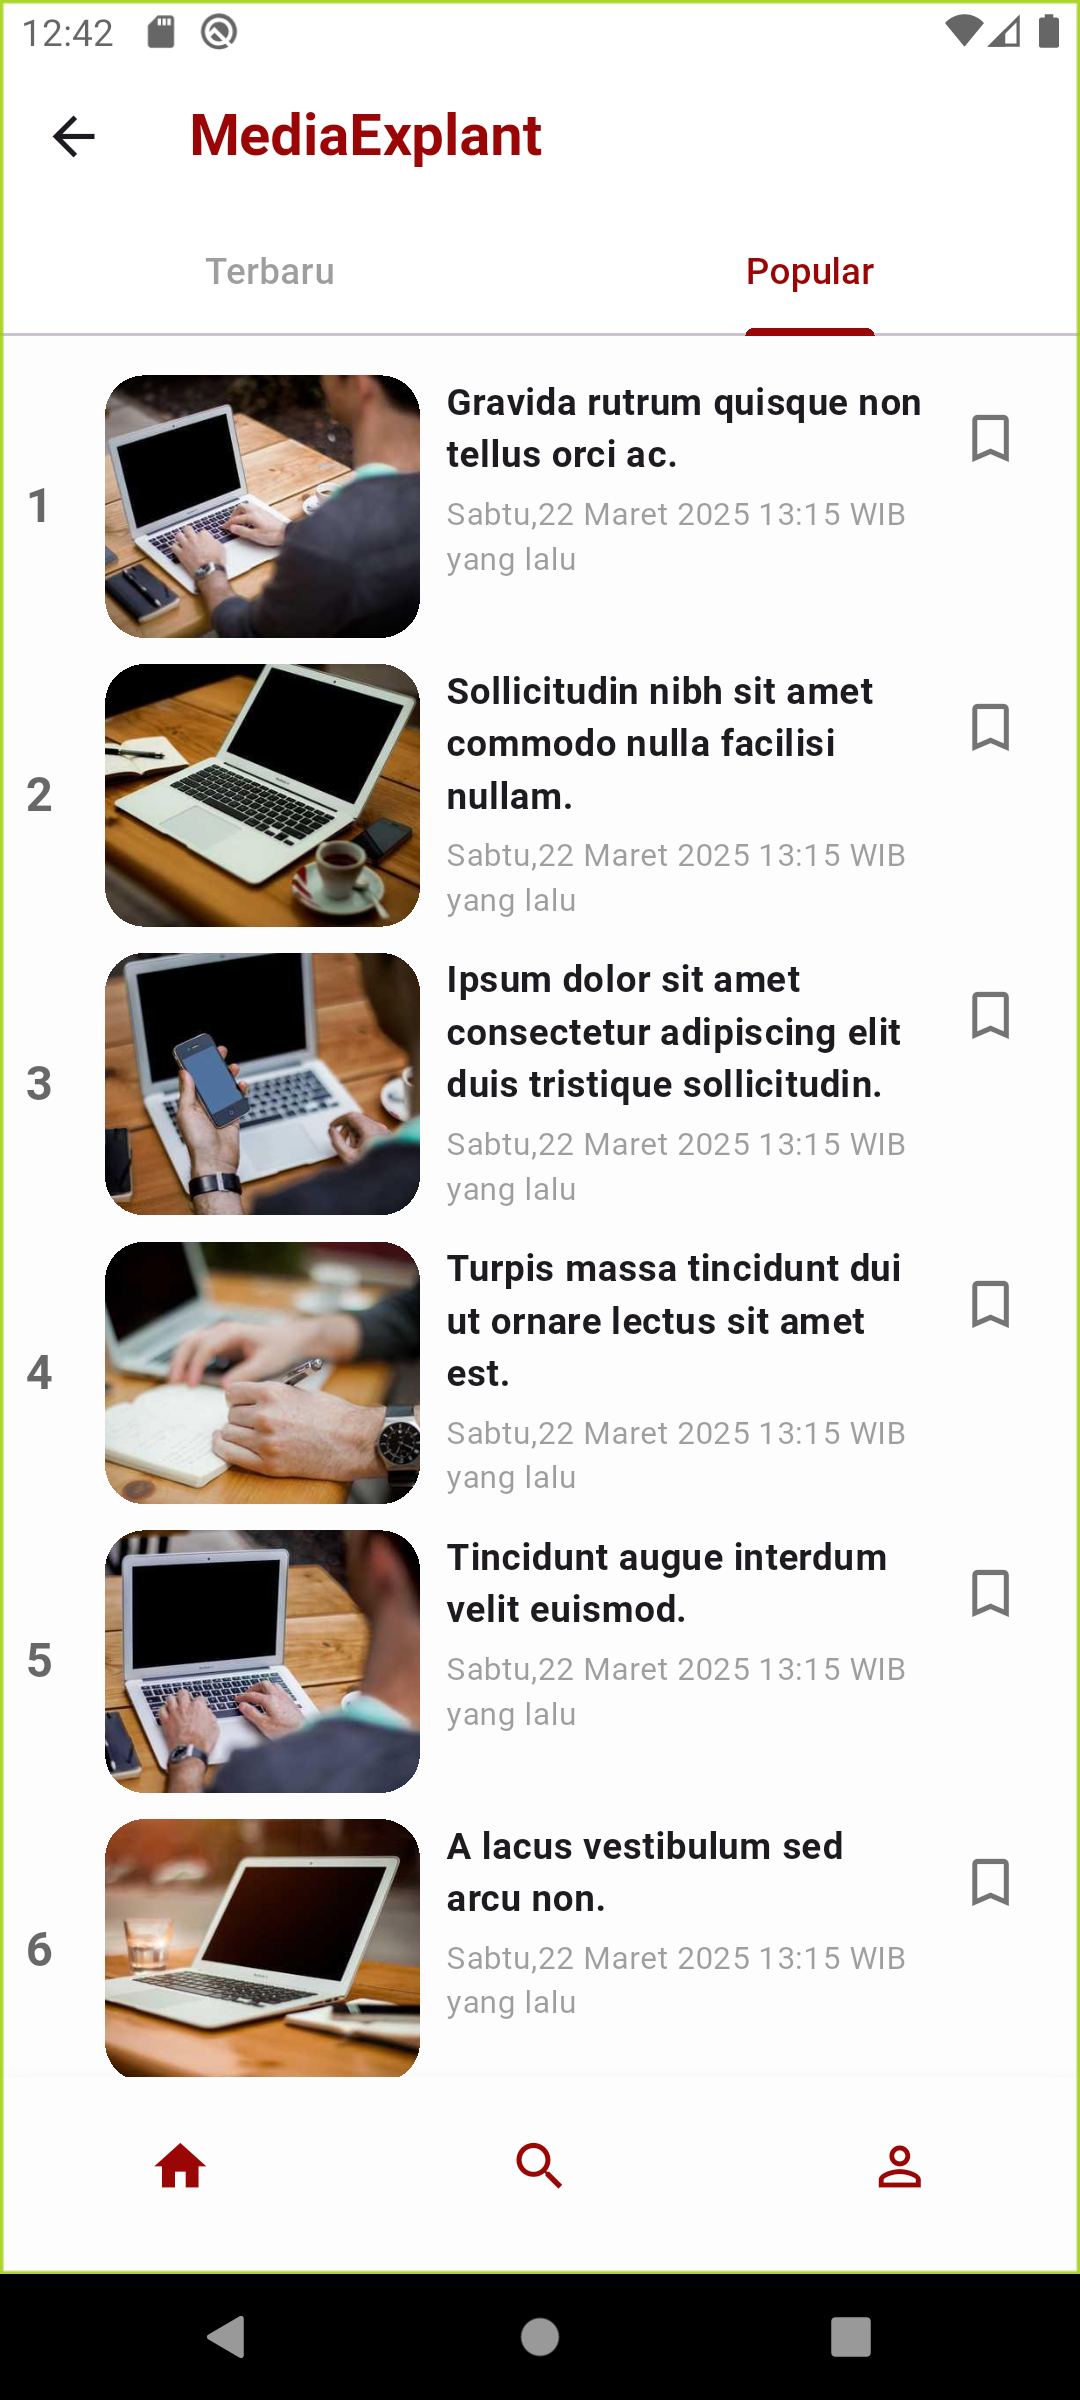 12:42
MediaExplant
Terbaru
Popular
1
Gravida rutrum quisque non
tellus orci ac.
Sabtu,22 Maret 2025 13:15 WIB
yang lalu
2
Sollicitudin nibh sit amet
commodo nulla facilisi
nullam.
Sabtu,22 Maret 2025 13:15 WIB
yang lalu
3
Ipsum dolor sit amet
consectetur adipiscing elit
duis tristique sollicitudin.
Sabtu,22 Maret 2025 13:15 WIB
yang lalu
4
Turpis massa tincidunt dui
ut ornare lectus sit amet
est.
Sabtu,22 Maret 2025 13:15 WIB
yang lalu
5
Tincidunt augue interdum
velit euismod.
Sabtu,22 Maret 2025 13:15 WIB
yang lalu
6
A lacus vestibulum sed
arcu non.
Sabtu,22 Maret 2025 13:15 WIB
yang lalu